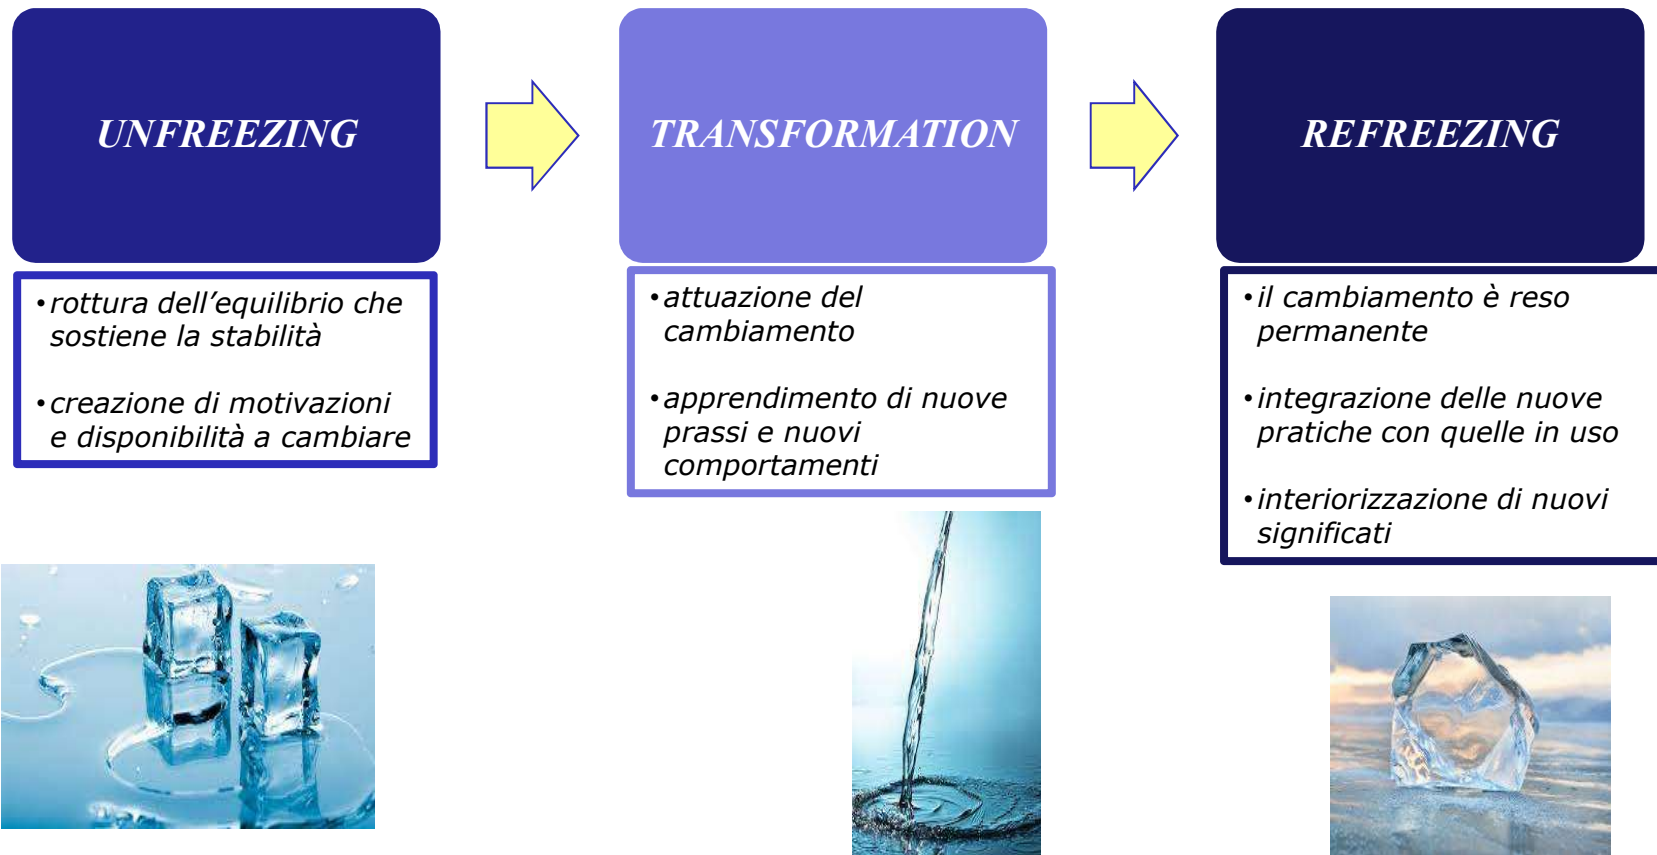 UNFREEZING
TRANSFORMATION
REFREEZING
•rottura dell’equilibrio che
sostiene la stabilità
•creazione di motivazioni
e disponibilità a cambiare
•attuazione del
cambiamento
•apprendimento di nuove
prassi e nuovi
comportamenti
•il cambiamento è reso
permanente
•integrazione delle nuove
pratiche con quelle in uso
•interiorizzazione di nuovi
significati